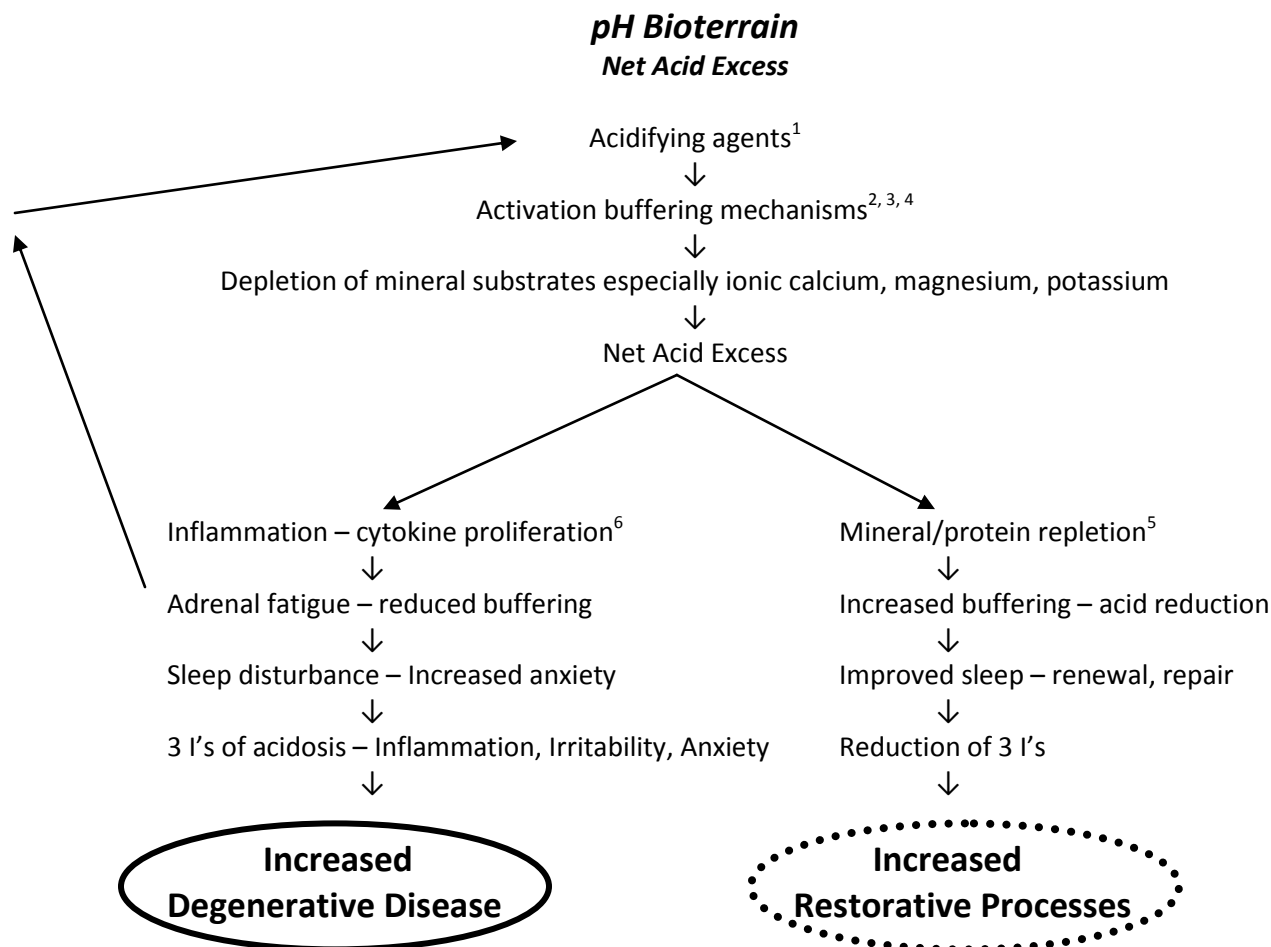 pH Bioterrain
Net Acid Excess
Acidifying agents1
↓
Activation buffering mechanisms2, 3, 4
↓
Depletion of mineral substrates especially ionic calcium, magnesium, potassium
↓
Net Acid Excess
Inflammation – cytokine proliferation6
↓
Adrenal fatigue – reduced buffering
↓
Sleep disturbance – Increased anxiety
↓
3 I's of acidosis – Inflammation, Irritability, Anxiety
↓
Increased
Degenerative Disease
Mineral/protein repletion5
↓
Increased buffering – acid reduction
↓
Improved sleep – renewal, repair
↓
Reduction of 3 I's
↓
Increased
Restorative Processes